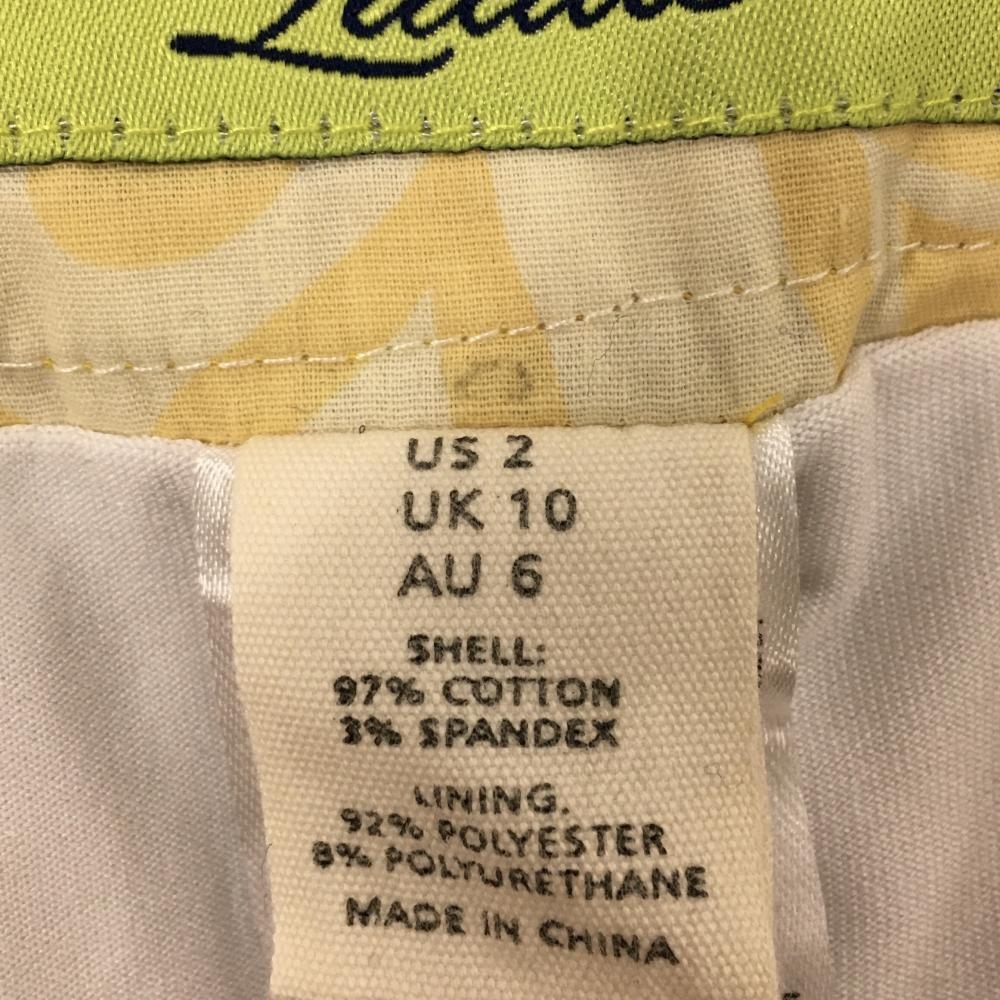 US 2
UK 10
AU 6
SHELL:
97% COTTON
3% SPANDEX
LINING.
92% POLYESTER
8% POLYURETHANE
MADE IN CHINA